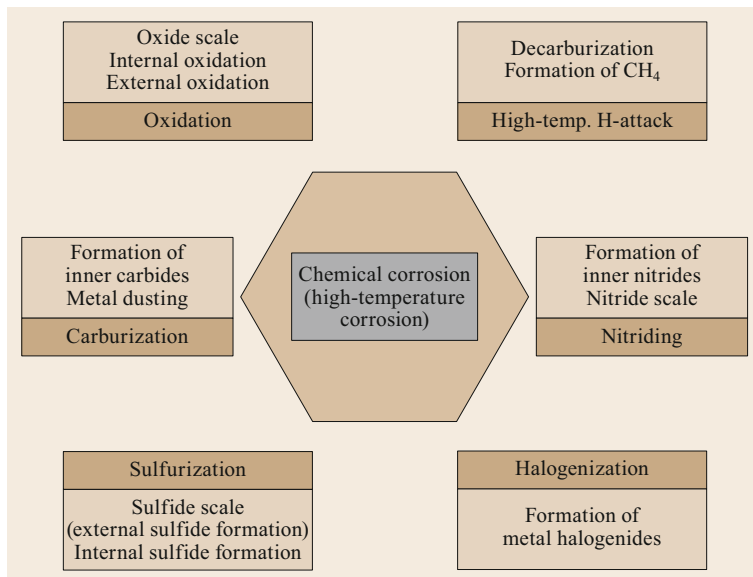 Oxide scale
Internal oxidation
External oxidation
Oxidation
Decarburization
Formation of CH₄
High-temp. H-attack
Formation of
inner carbides
Metal dusting
Carburization
Chemical corrosion
(high-temperature
corrosion)
Formation of
inner nitrides
Nitride scale
Nitriding
Sulfurization
Sulfide scale
(external sulfide formation)
Internal sulfide formation
Halogenization
Formation of
metal halogenides